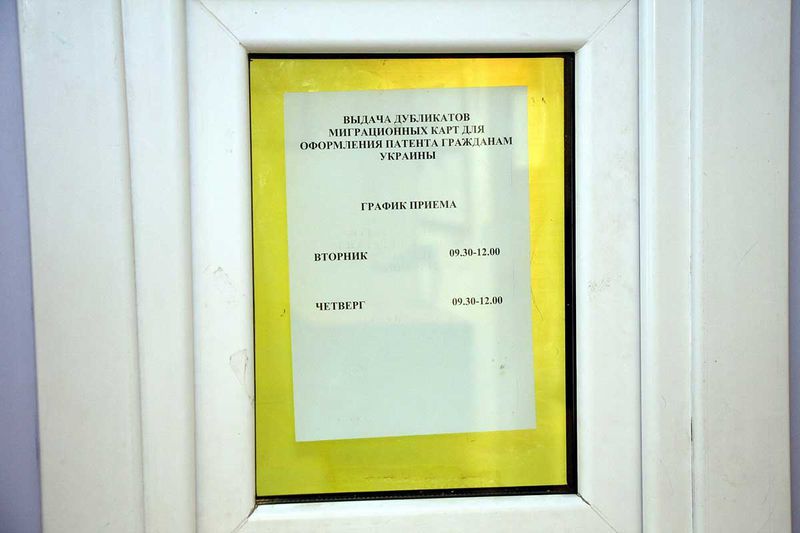 ВЫДАЧА ДУБЛИКАТОВ
МИГРАЦИОННЫХ КАРТ ДЛЯ
ОФОРМЛЕНИЯ ПАТЕНТА ГРАЖДАНАМ
УКРАИНЫ
ГРАФИК ПРИЕМА
ВТОРНИК 09.30-12.00
ЧЕТВЕРГ 09.30-12.00